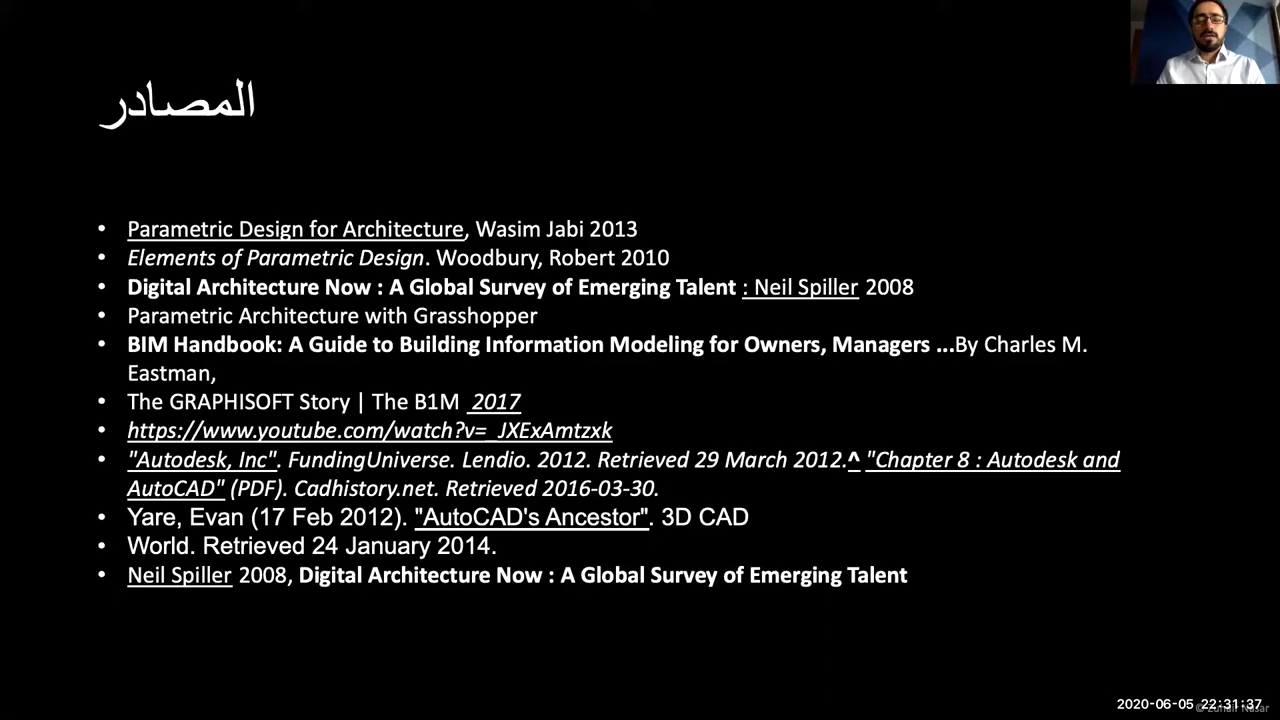 المصادر
• Parametric Design for Architecture, Wasim Jabi 2013
• Elements of Parametric Design. Woodbury, Robert 2010
• Digital Architecture Now : A Global Survey of Emerging Talent : Neil Spiller 2008
• Parametric Architecture with Grasshopper
• BIM Handbook: A Guide to Building Information Modeling for Owners, Managers ...By Charles M.
Eastman,
• The GRAPHISOFT Story | The B1M 2017
• https://www.youtube.com/watch?v=_JXExAmtzxk
• "Autodesk, Inc". FundingUniverse. Lendio. 2012. Retrieved 29 March 2012.^ "Chapter 8 : Autodesk and
AutoCAD" (PDF). Cadhistory.net. Retrieved 2016-03-30.
• Yare, Evan (17 Feb 2012). "AutoCAD's Ancestor". 3D CAD
• World. Retrieved 24 January 2014.
• Neil Spiller 2008, Digital Architecture Now : A Global Survey of Emerging Talent
2020-06-05 22:31:37